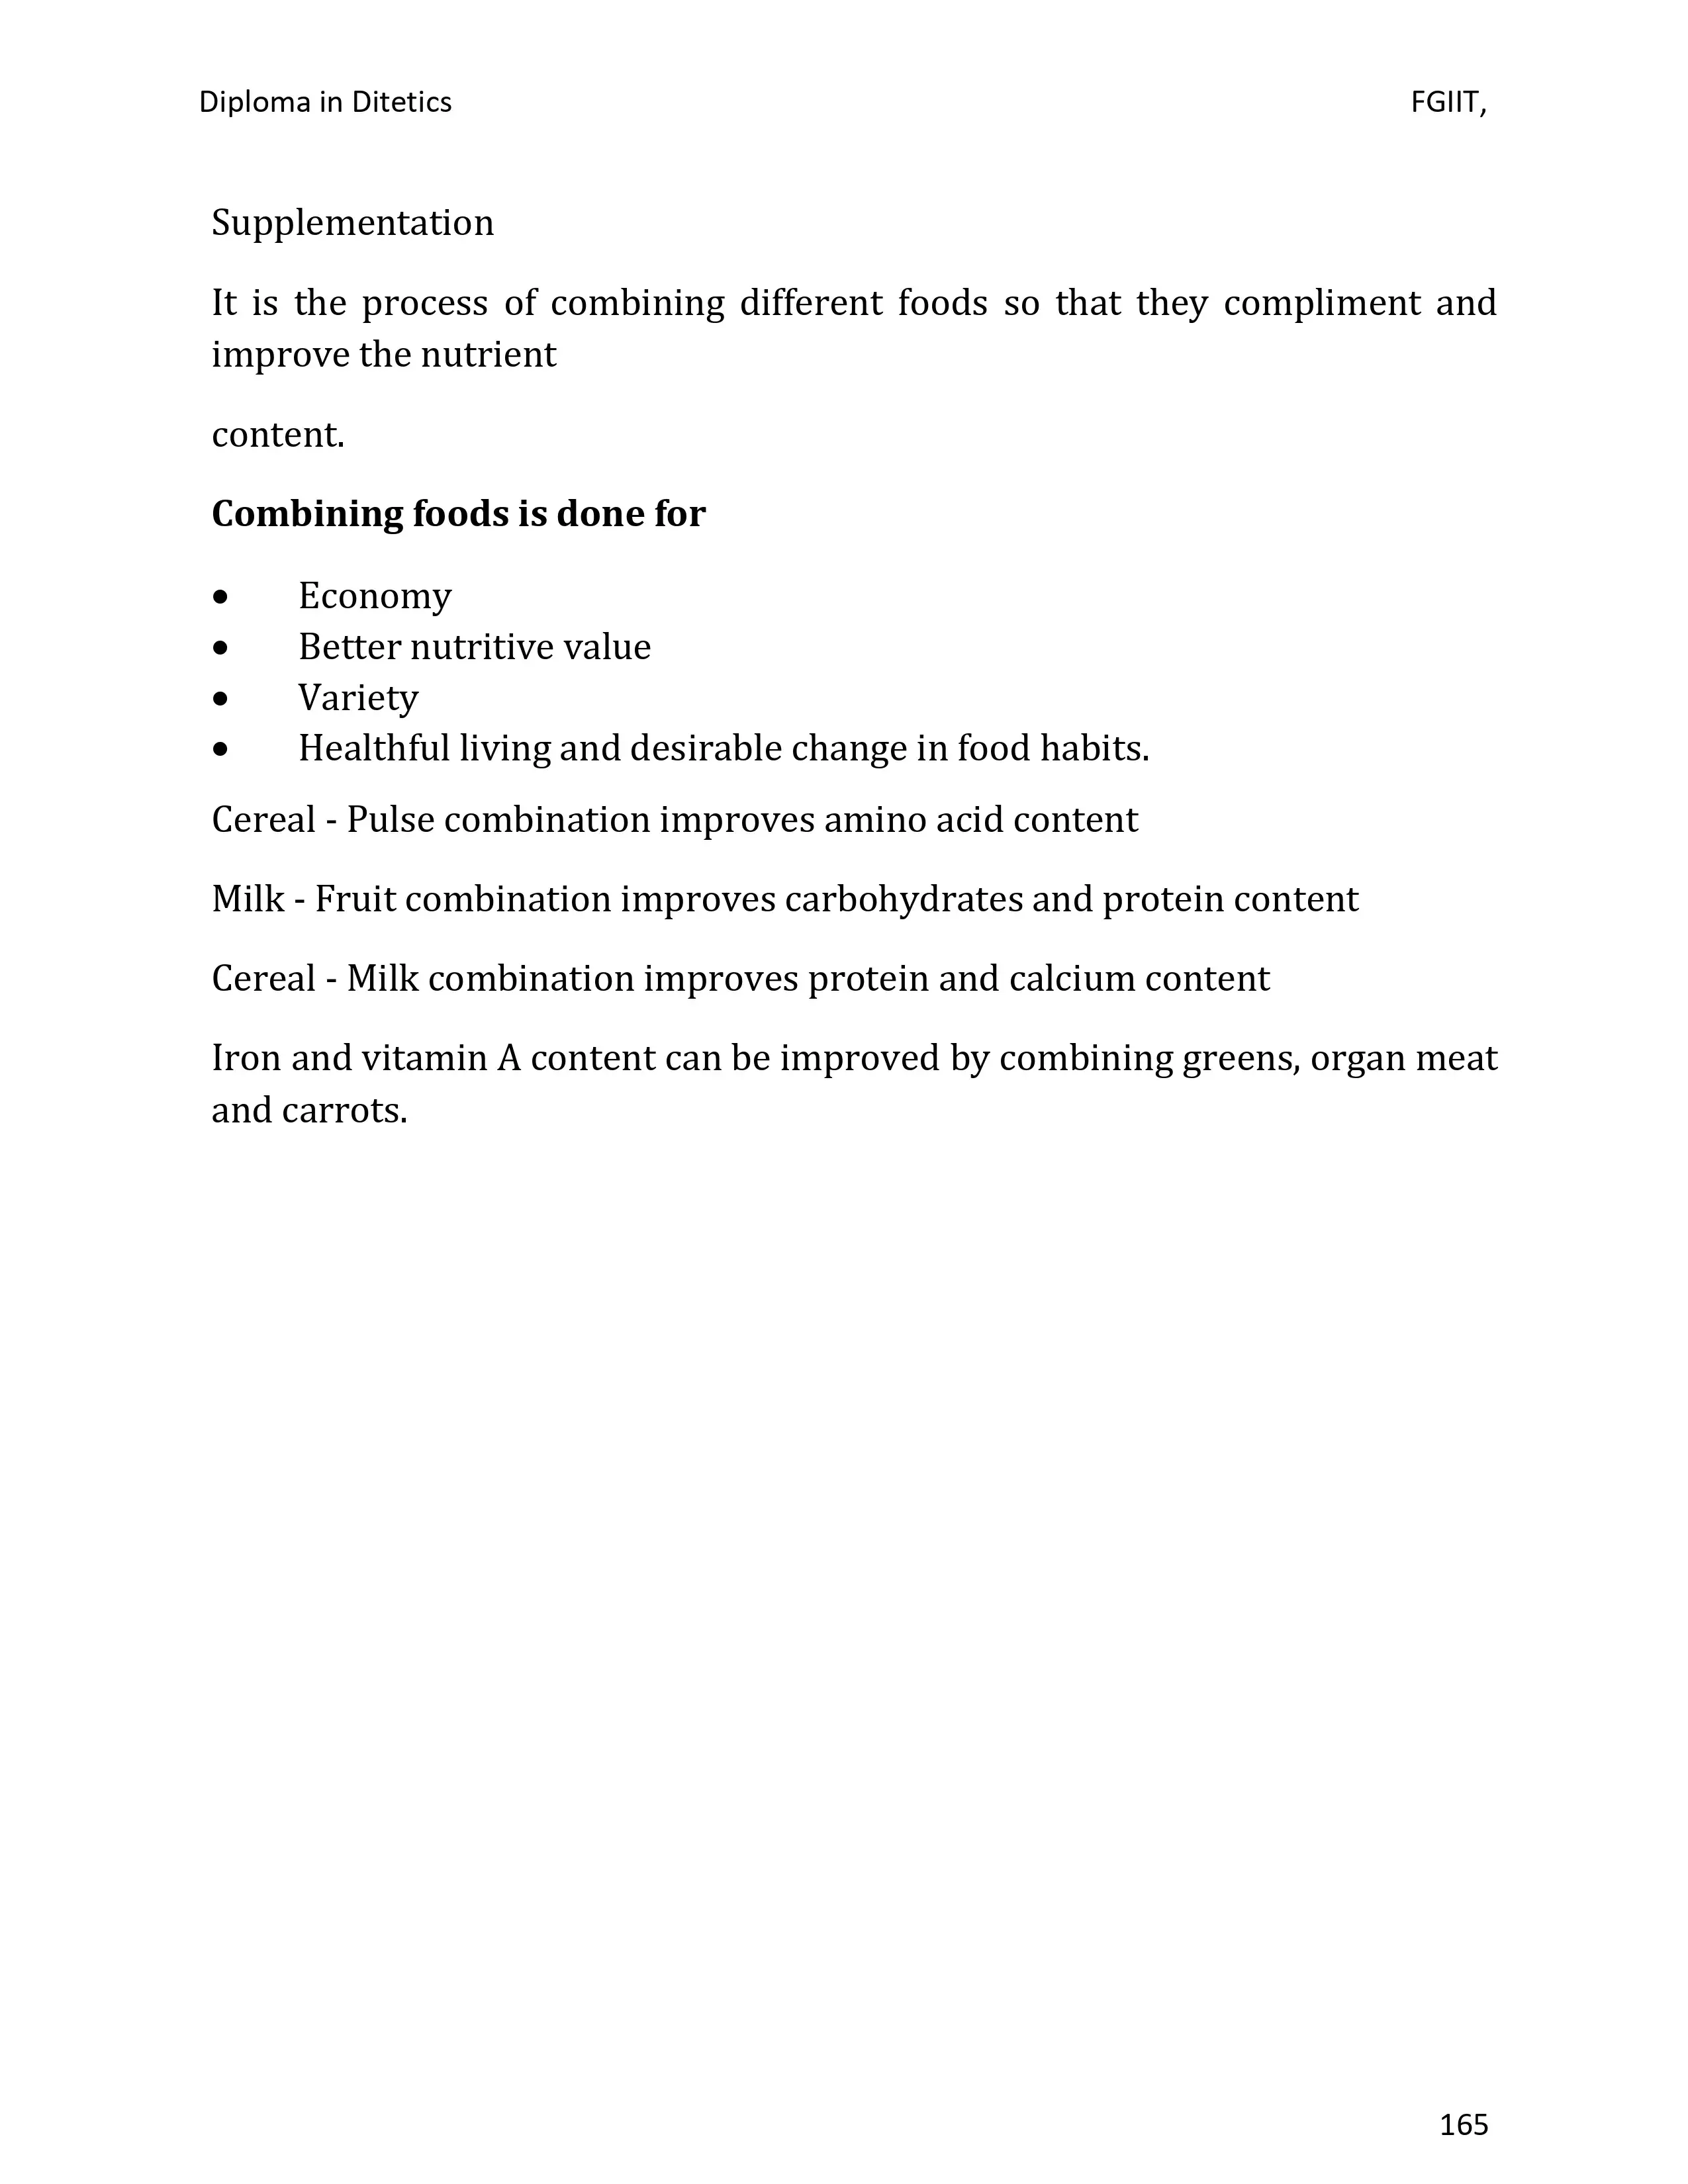 Diploma in Ditetics FGIIT,
Supplementation
It is the process of combining different foods so that they compliment and
improve the nutrient
content.
Combining foods is done for
• Economy
• Better nutritive value
• Variety
• Healthful living and desirable change in food habits.
Cereal - Pulse combination improves amino acid content
Milk - Fruit combination improves carbohydrates and protein content
Cereal - Milk combination improves protein and calcium content
Iron and vitamin A content can be improved by combining greens, organ meat
and carrots.
165